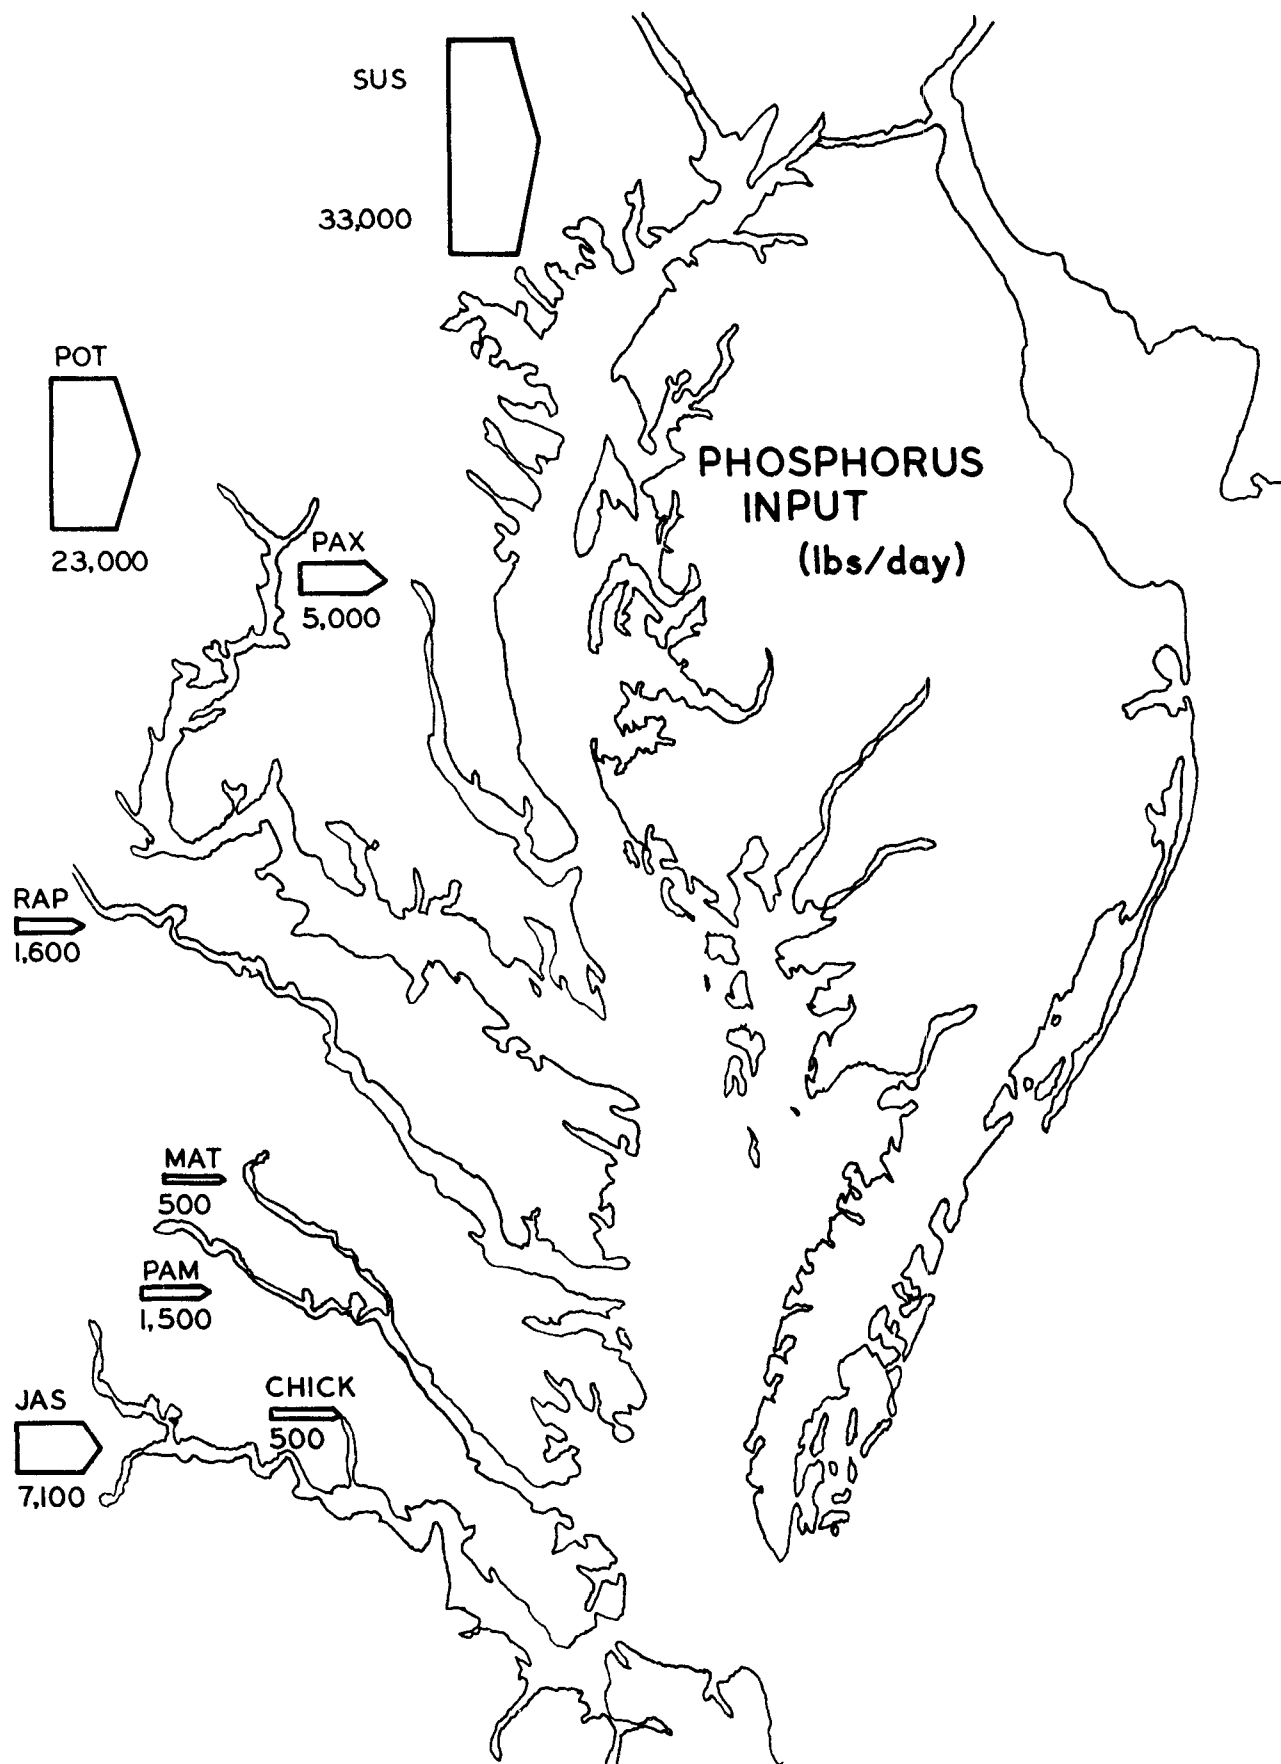 SUS
33,000
POT
23,000
PHOSPHORUS
INPUT
(lbs/day)
PAX
5,000
RAP
1,600
MAT
500
PAM
1,500
CHICK
500
JAS
7,100